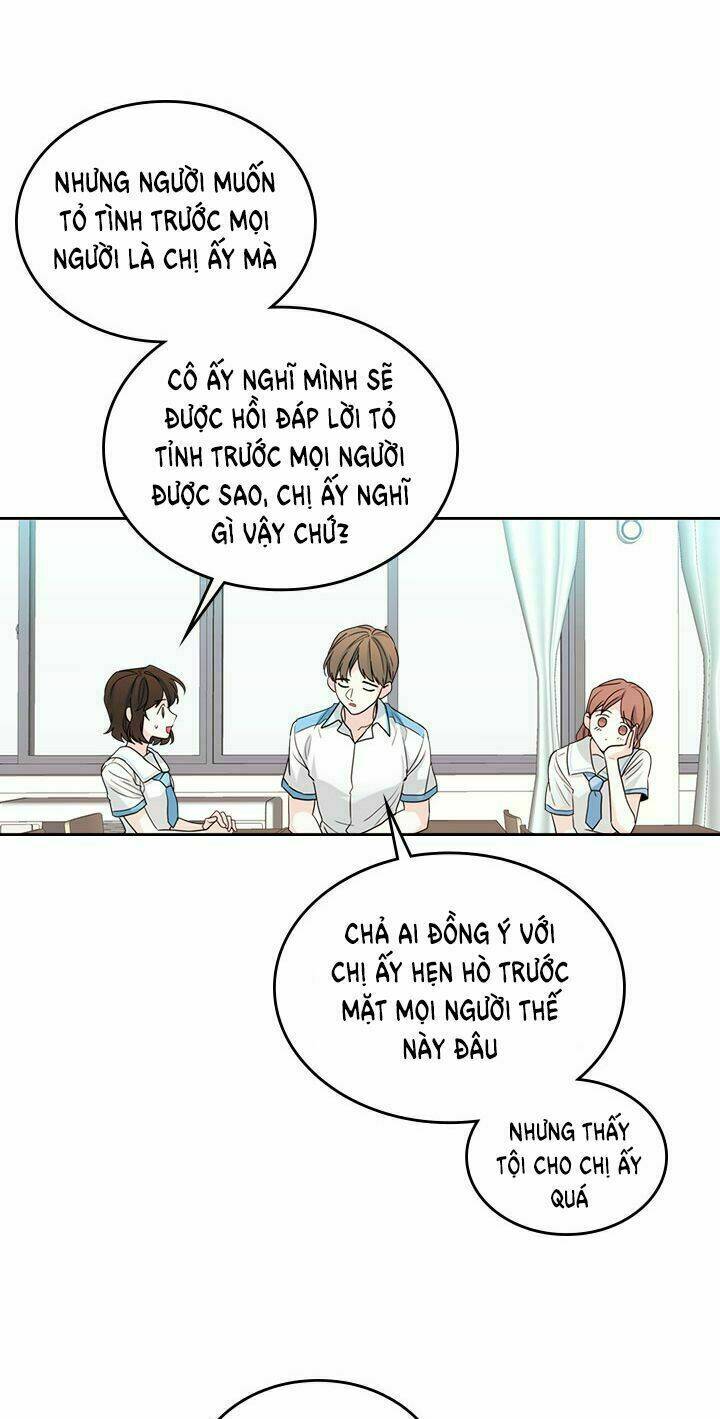 NHƯNG NGƯỜI MUỐN
TỎ TÌNH TRƯỚC MỌI
NGƯỜI LÀ CHỊ ẤY MÀ
CÔ ẤY NGHĨ MÌNH SẼ
ĐƯỢC HỒI ĐÁP LỜI TỎ
TỈNH TRƯỚC MỌI NGƯỜI
ĐƯỢC SAO, CHỊ ẤY NGHĨ
GÌ VẬY CHỨ?
CHẢ AI ĐỒNG Ý VỚI
CHỊ ẤY HẸN HÒ TRƯỚC
MẶT MỌI NGƯỜI THẾ
NÀY ĐÂU
NHƯNG THẤY
TỘI CHO CHỊ ẤY
QUÁ